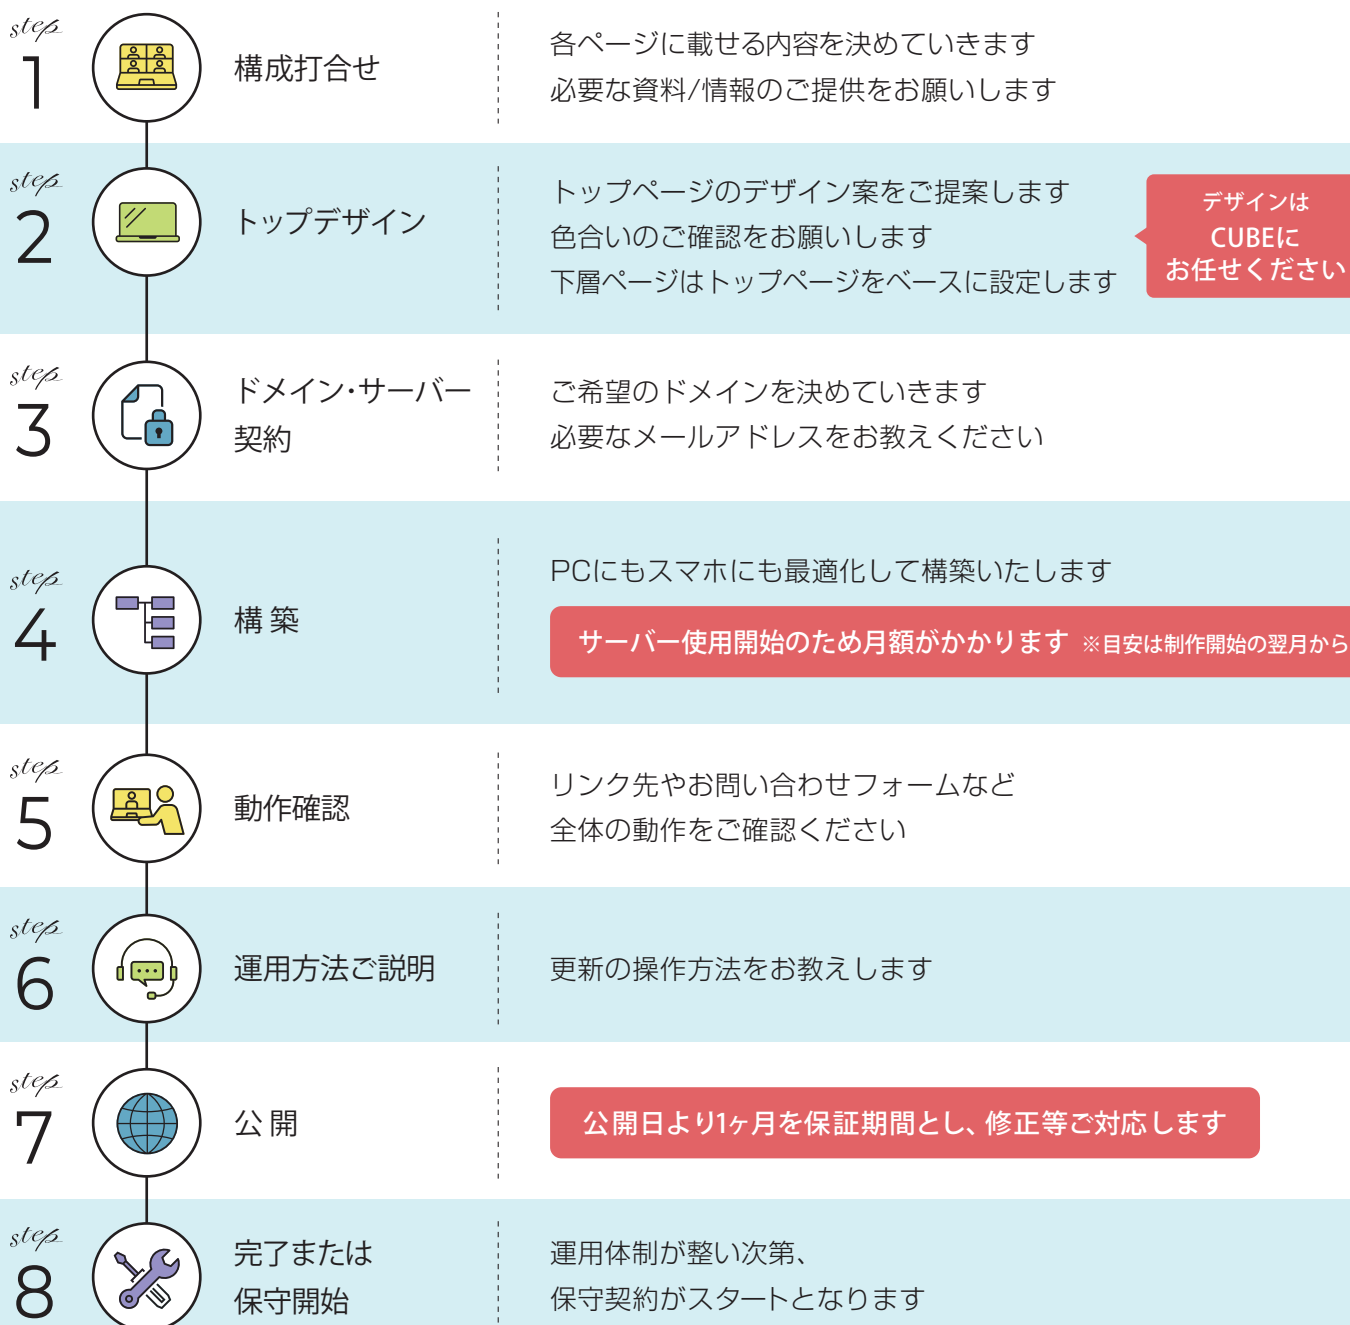 step
1
構成打合せ
各ページに載せる内容を決めていきます
必要な資料/情報のご提供をお願いします
step
2
トップデザイン
トップページのデザイン案をご提案します
色合いのご確認をお願いします
下層ページはトップページをベースに設定します
デザインは
CUBEに
お任せください
step
3
ドメイン・サーバー
契約
ご希望のドメインを決めていきます
必要なメールアドレスをお教えください
step
4
構 築
PCにもスマホにも最適化して構築いたします
サーバー使用開始のため月額がかかります ※目安は制作開始の翌月から
step
5
動作確認
リンク先やお問い合わせフォームなど
全体の動作をご確認ください
step
6
運用方法ご説明
更新の操作方法をお教えします
step
7
公 開
公開日より1ヶ月を保証期間とし、修正等ご対応します
step
8
完了または
保守開始
運用体制が整い次第、
保守契約がスタートとなります